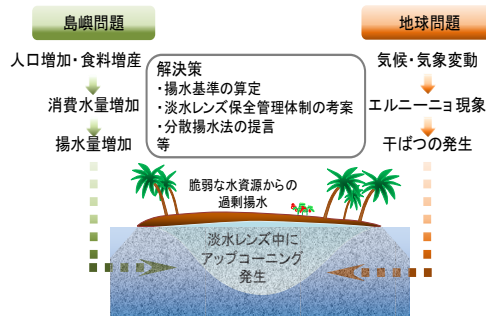 島嶼問題
人口増加・食料増産
消費水量増加
揚水量増加
解決策
・揚水基準の算定
・淡水レンズ保全管理体制の考案
・分散揚水法の提言
等
地球問題
気候・気象変動
エルニーニョ現象
干ばつの発生
脆弱な水資源からの
過剰揚水
淡水レンズ中に
アップコーニング
発生